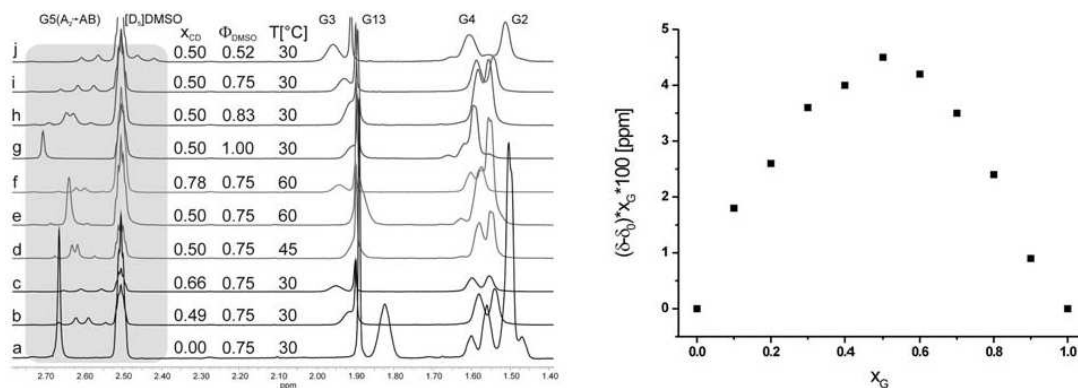 G5(A₂→AB) [D₅]DMSO G3 G13 G4 G2
x_CD Φ_DMSO T[°C]
j 0.50 0.52 30
i 0.50 0.75 30
h 0.50 0.83 30
g 0.50 1.00 30
f 0.78 0.75 60
e 0.50 0.75 60
d 0.50 0.75 45
c 0.66 0.75 30
b 0.49 0.75 30
a 0.00 0.75 30
2.70 2.60 2.50 2.40 2.30 2.20 2.10 2.00 1.90 1.80 1.70 1.60 1.50 1.40
ppm
(δ-δ₀)*x_G*100 [ppm]
5
4
3
2
1
0
0.0 0.2 0.4 0.6 0.8 1.0
x_G